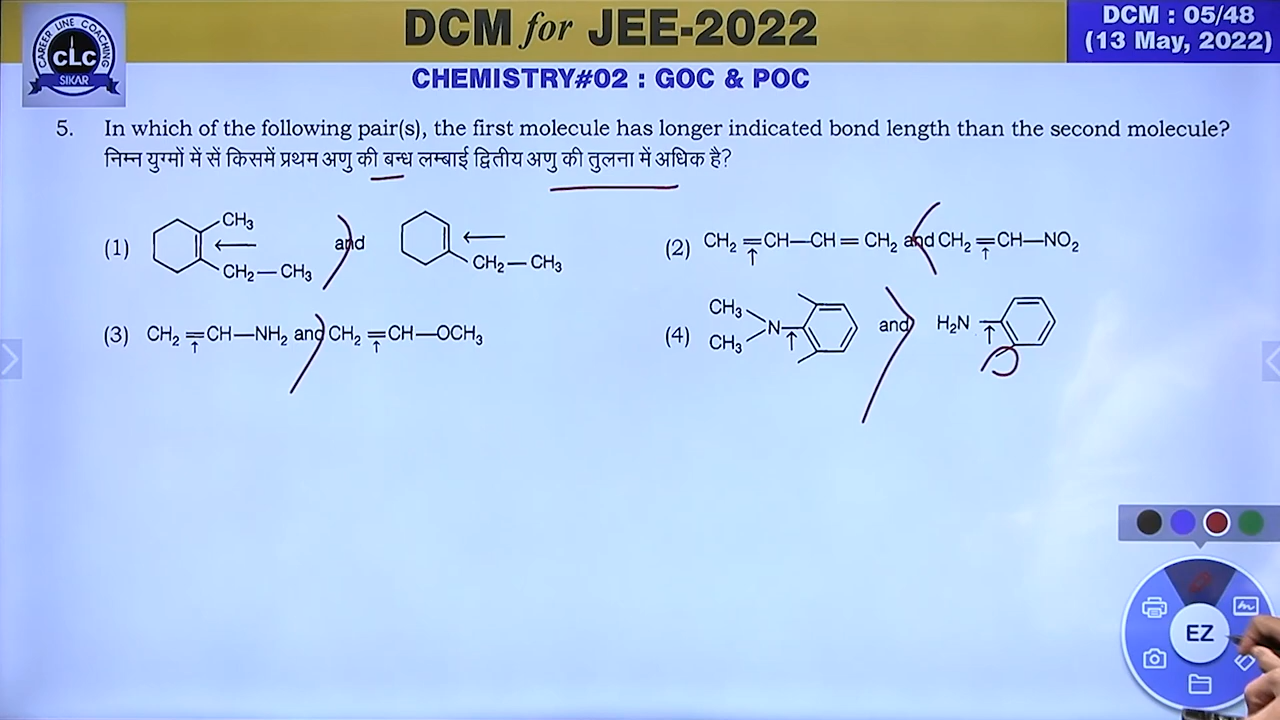 CAREER LINE COACHING
CLC
SIKAR
DCM for JEE-2022
DCM : 05/48
(13 May, 2022)
CHEMISTRY#02 : GOC & POC
5. In which of the following pair(s), the first molecule has longer indicated bond length than the second molecule?
निम्न युग्मों में सें किसमें प्रथम अणु की बन्ध लम्बाई द्वितीय अणु की तुलना में अधिक है?
(1) CH₃ CH₂—CH₃ and CH₂—CH₃
(2) CH₂=CH—CH=CH₂ and CH₂=CH—NO₂
(3) CH₂=CH—NH₂ and CH₂=CH—OCH₃
(4) CH₃ CH₃ N and H₂N
EZ